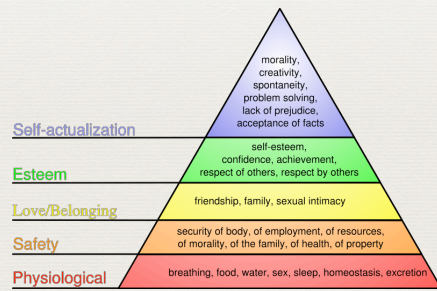 morality,
creativity,
spontaneity,
problem solving,
lack of prejudice,
acceptance of facts
Self-actualization
self-esteem,
confidence, achievement,
respect of others, respect by others
Esteem
friendship, family, sexual intimacy
Love/Belonging
security of body, of employment, of resources,
of morality, of the family, of health, of property
Safety
breathing, food, water, sex, sleep, homeostasis, excretion
Physiological